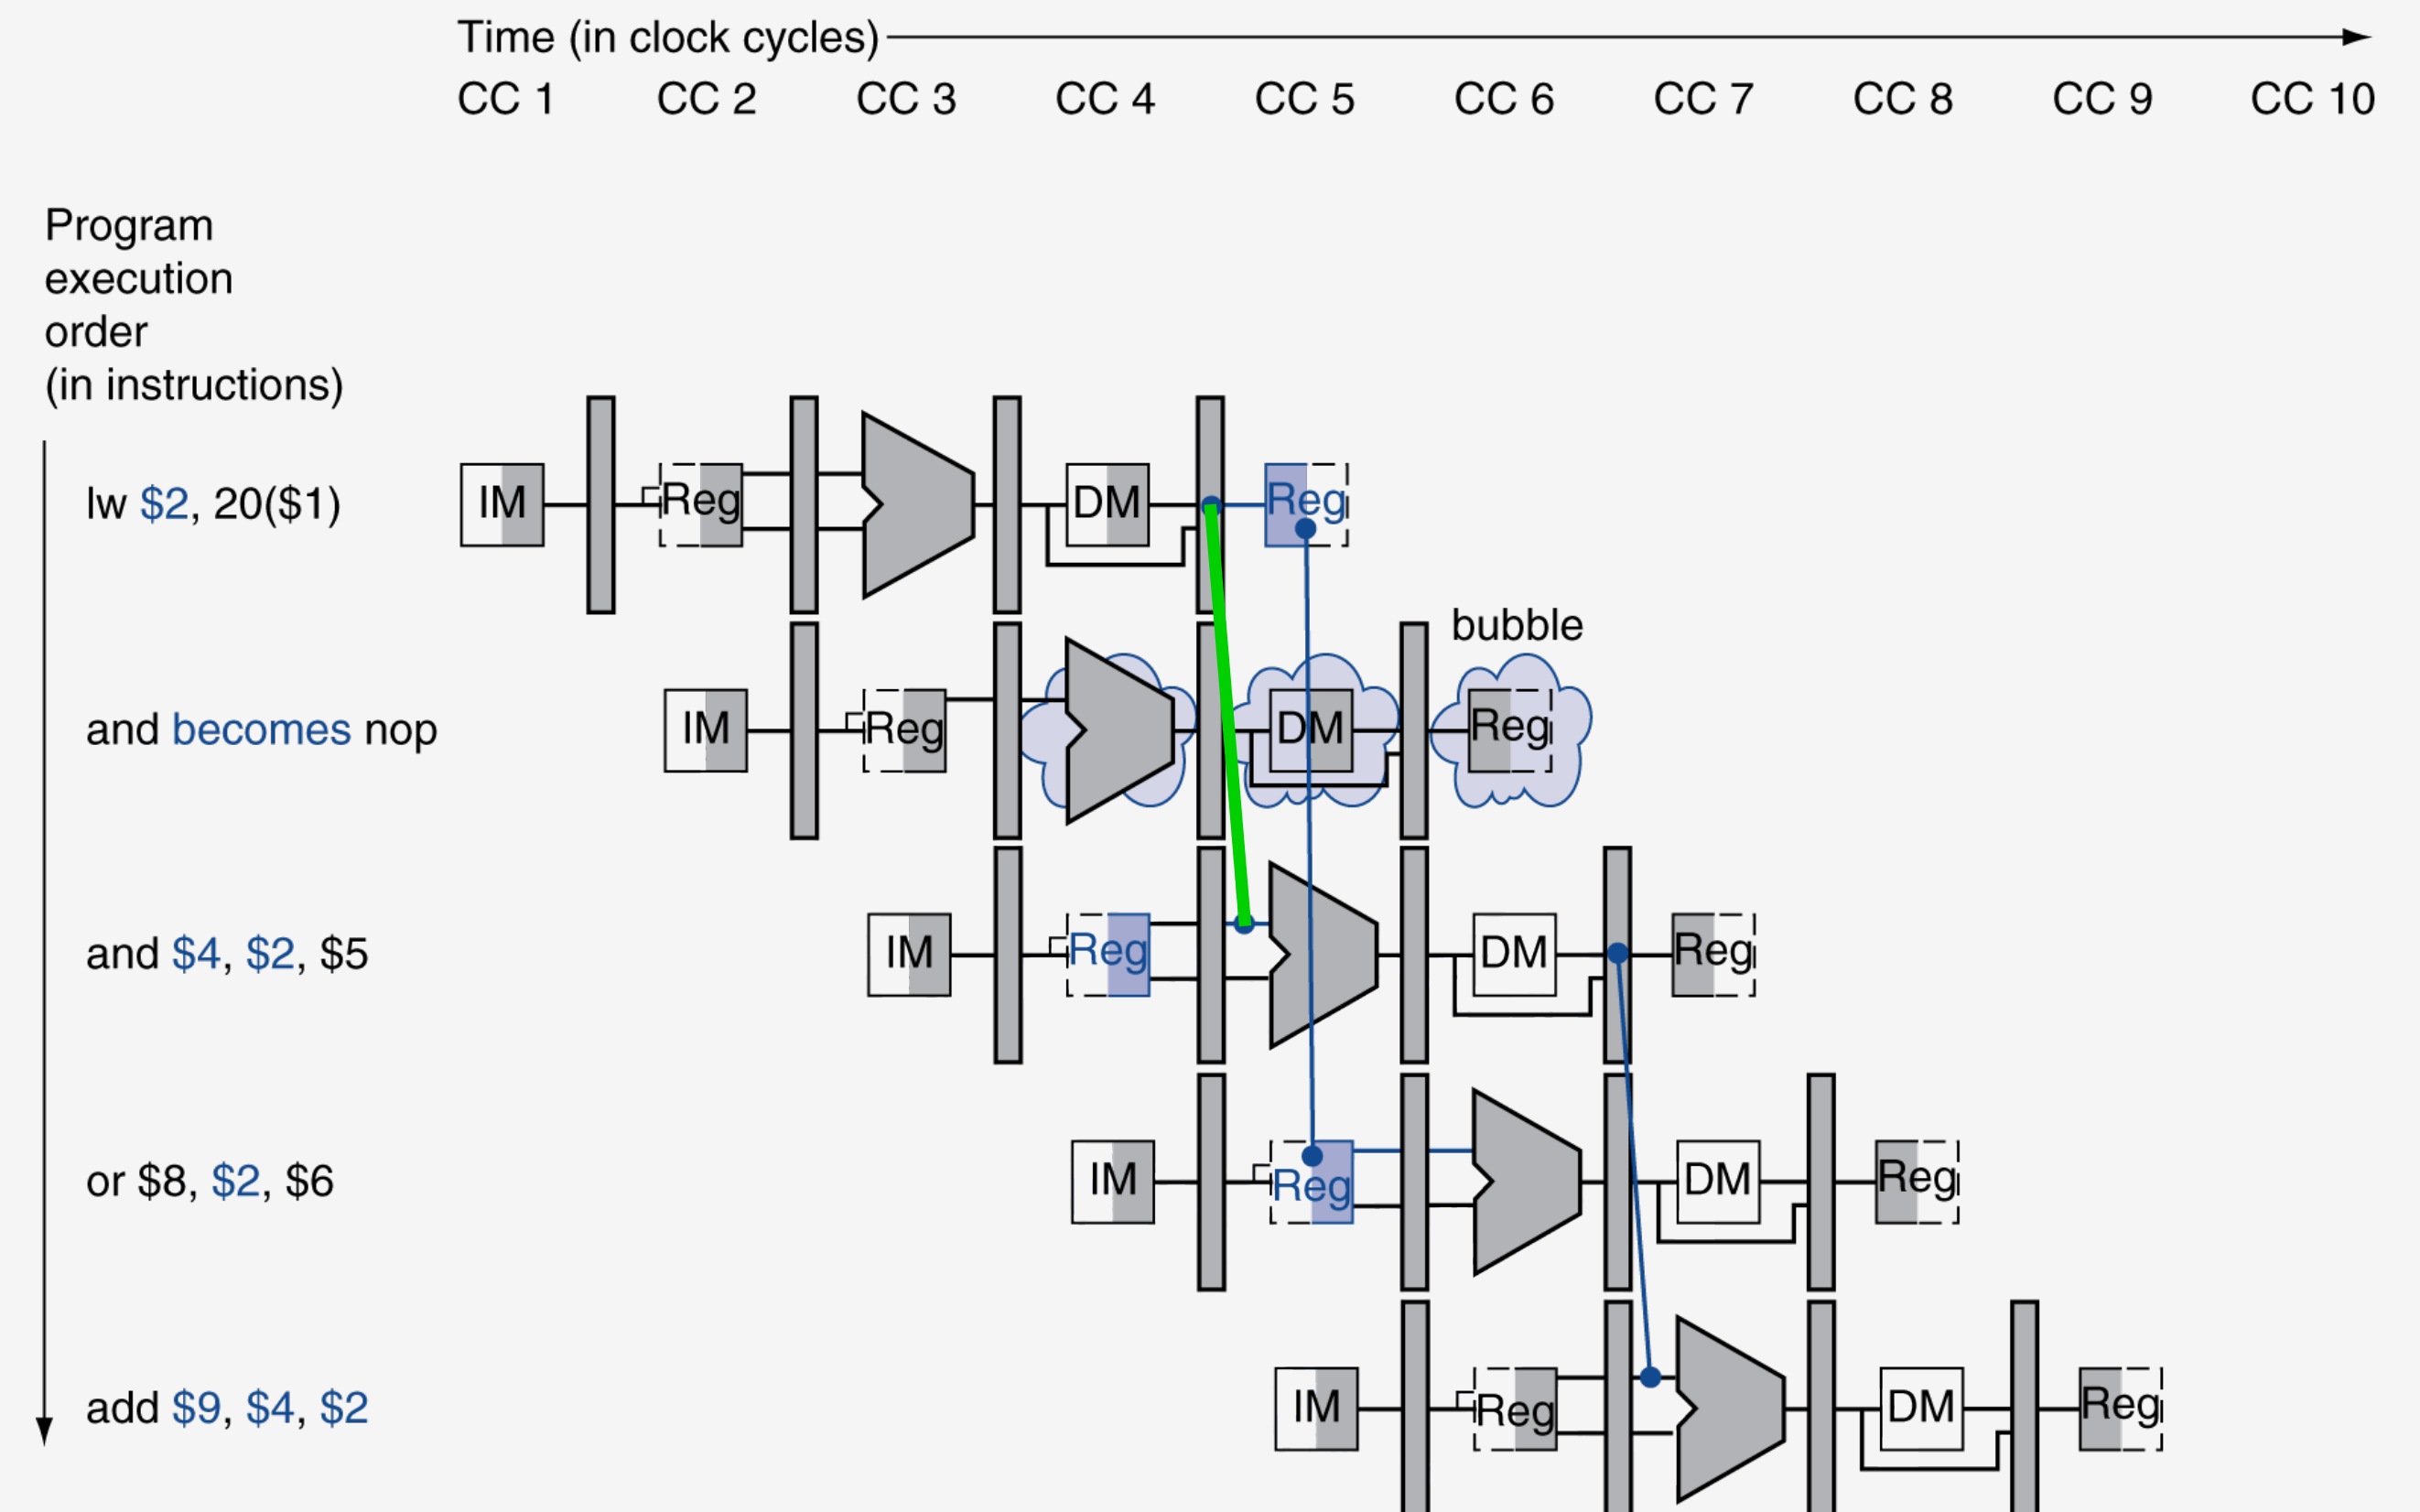 Time (in clock cycles)
CC 1 CC 2 CC 3 CC 4 CC 5 CC 6 CC 7 CC 8 CC 9 CC 10
Program
execution
order
(in instructions)
lw $2, 20($1) IM Reg DM Reg
bubble
and becomes nop IM Reg DM Reg
and $4, $2, $5 IM Reg DM Reg
or $8, $2, $6 IM Reg DM Reg
add $9, $4, $2 IM Reg DM Reg